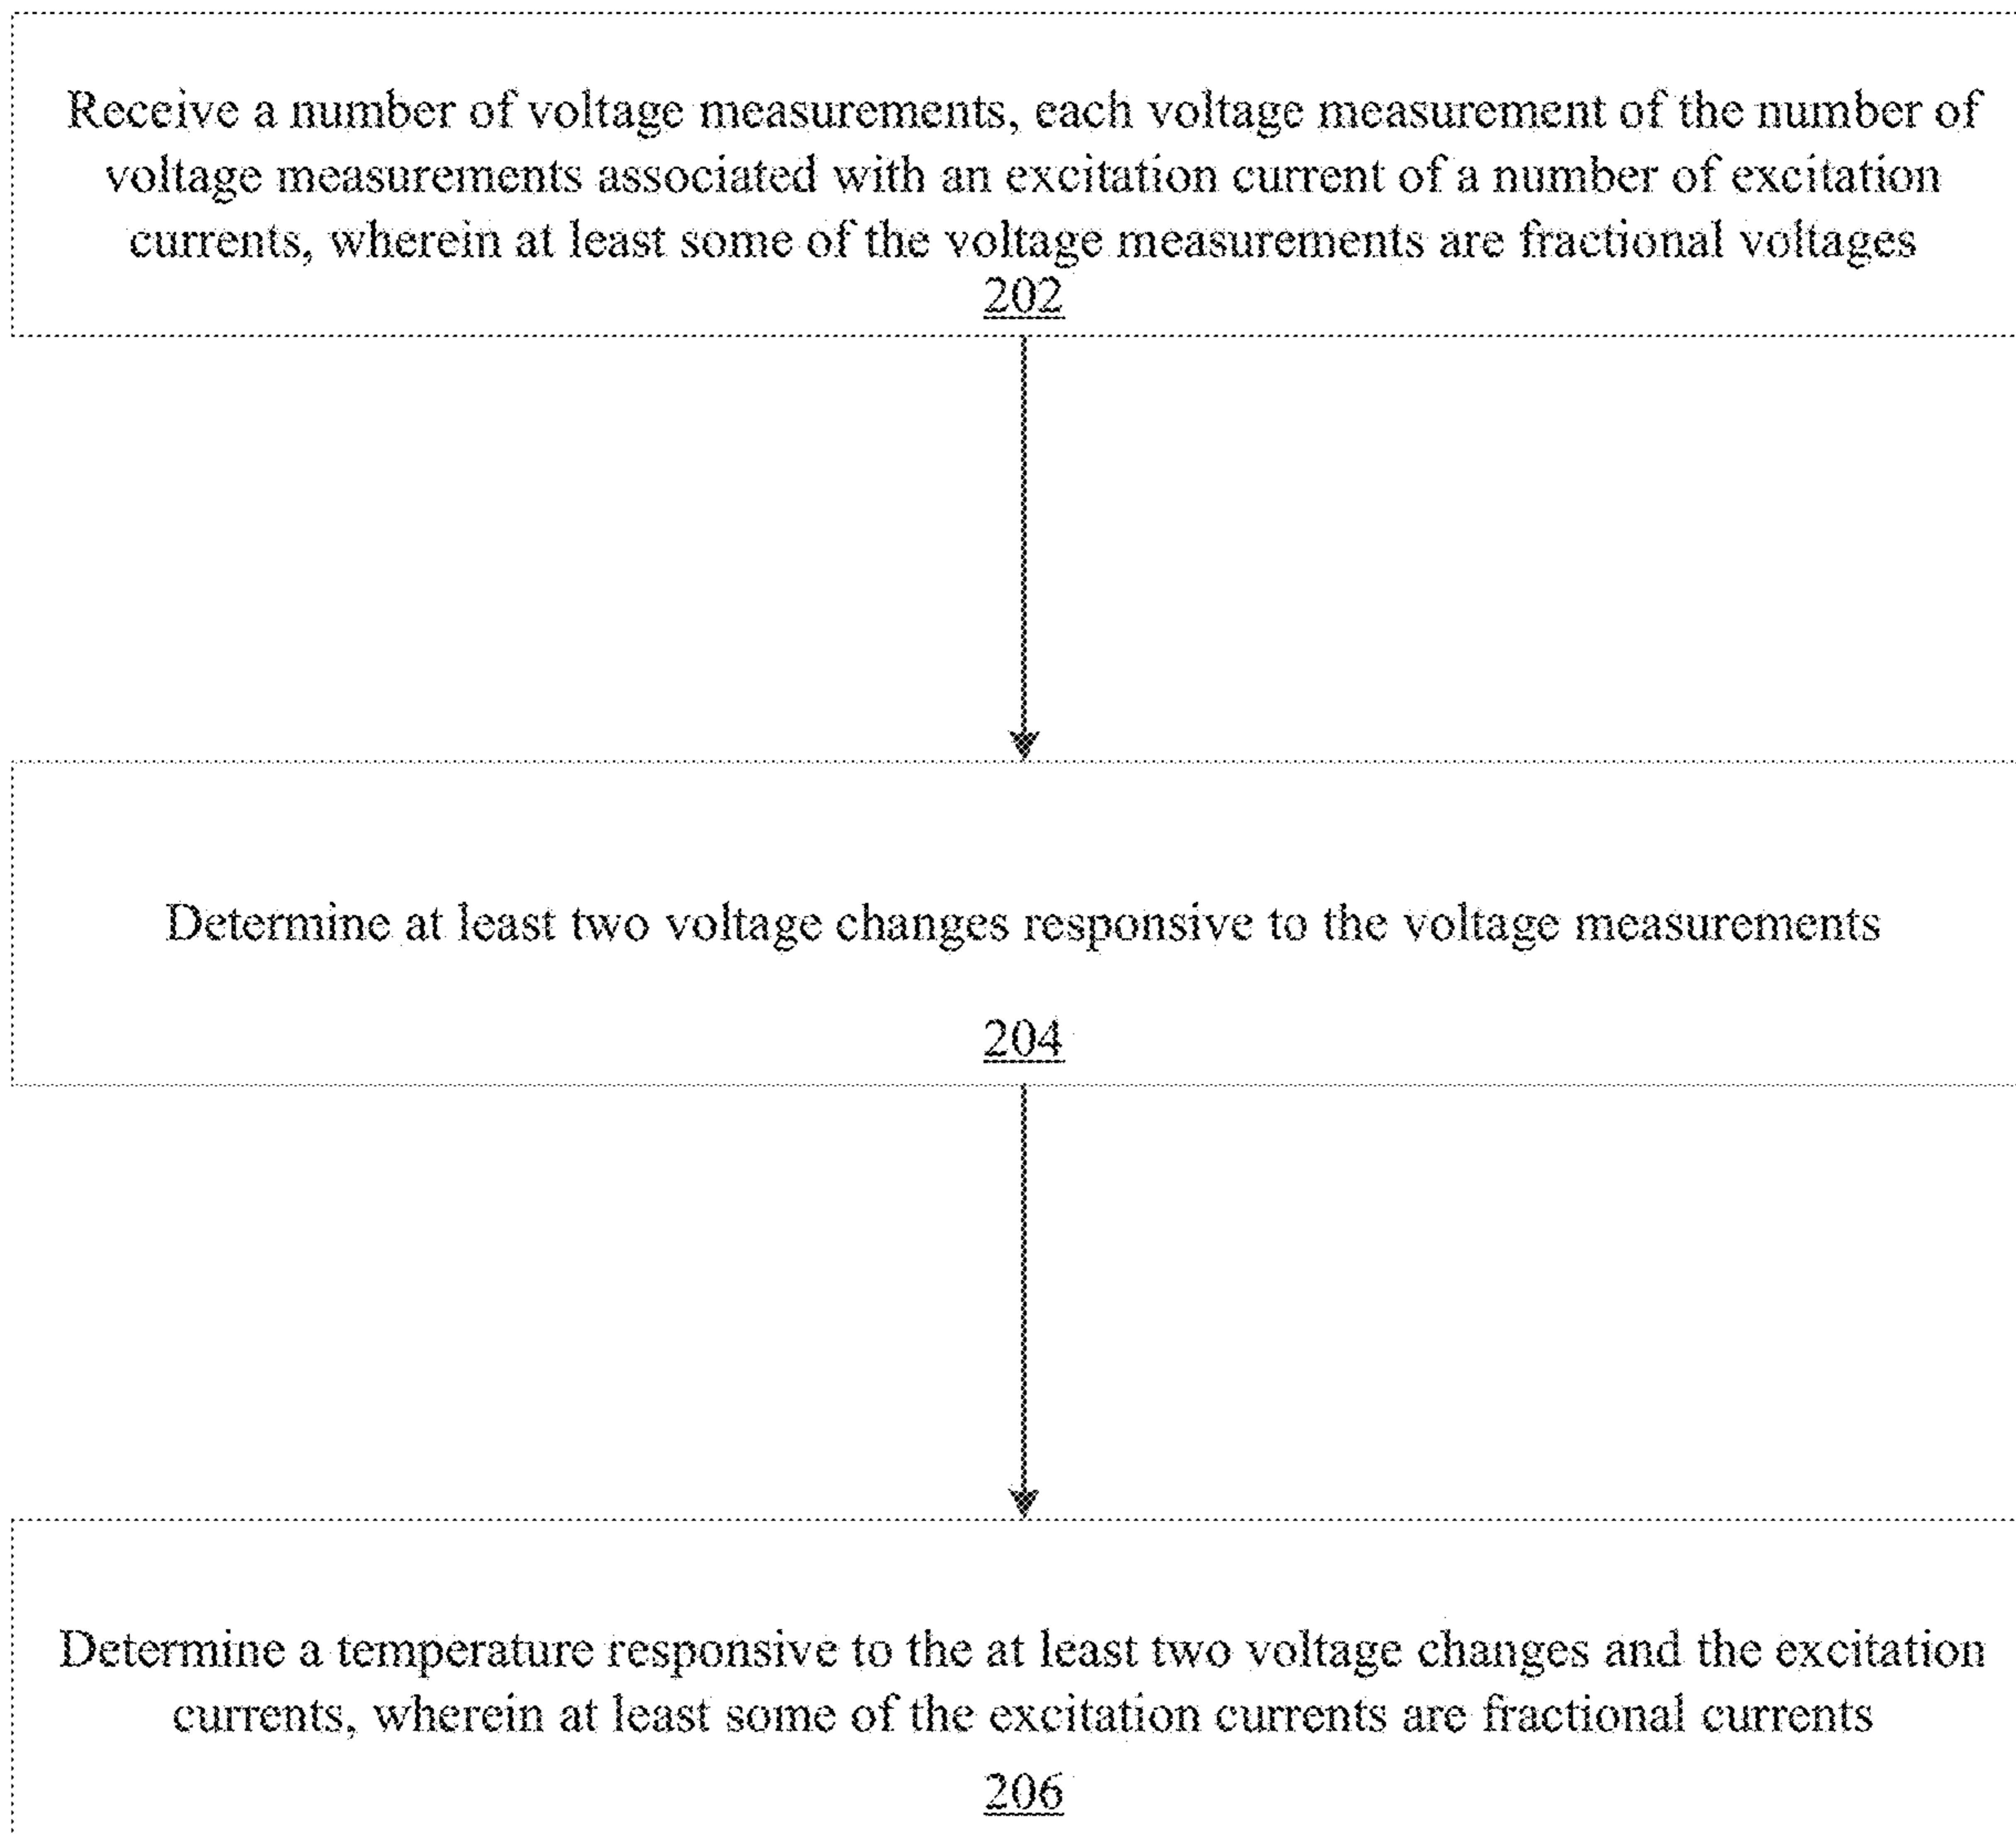 Receive a number of voltage measurements, each voltage measurement of the number of
voltage measurements associated with an excitation current of a number of excitation
currents, wherein at least some of the voltage measurements are fractional voltages
202
Determine at least two voltage changes responsive to the voltage measurements
204
Determine a temperature responsive to the at least two voltage changes and the excitation
currents, wherein at least some of the excitation currents are fractional currents
206